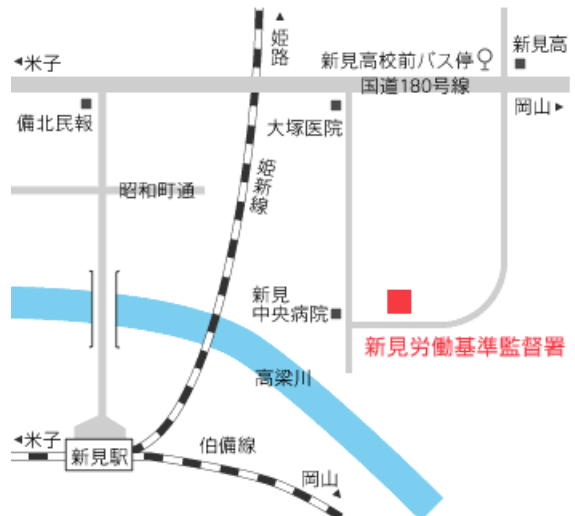 姫路
新見高
新見高校前バス停
米子
国道180号線
岡山
備北民報
大塚医院
姫新線
昭和町通
新見
中央病院
新見労働基準監督署
高梁川
米子
伯備線
新見駅
岡山